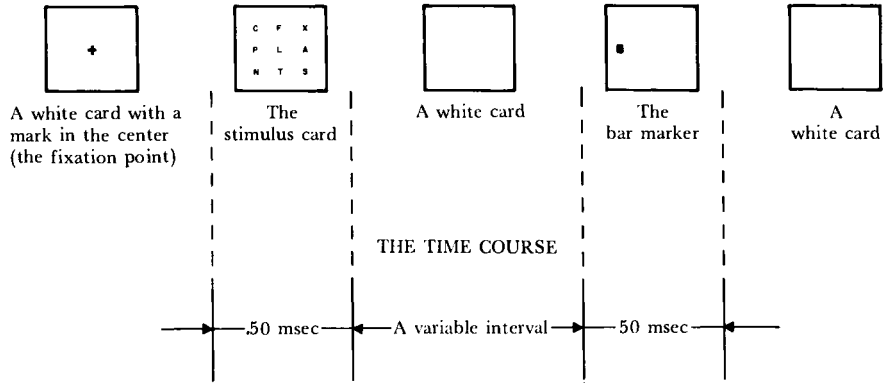 +
C F X
P L A
N T S
A white card with a
mark in the center
(the fixation point)
The
stimulus card
A white card
The
bar marker
A
white card
THE TIME COURSE
.50 msec
A variable interval
50 msec